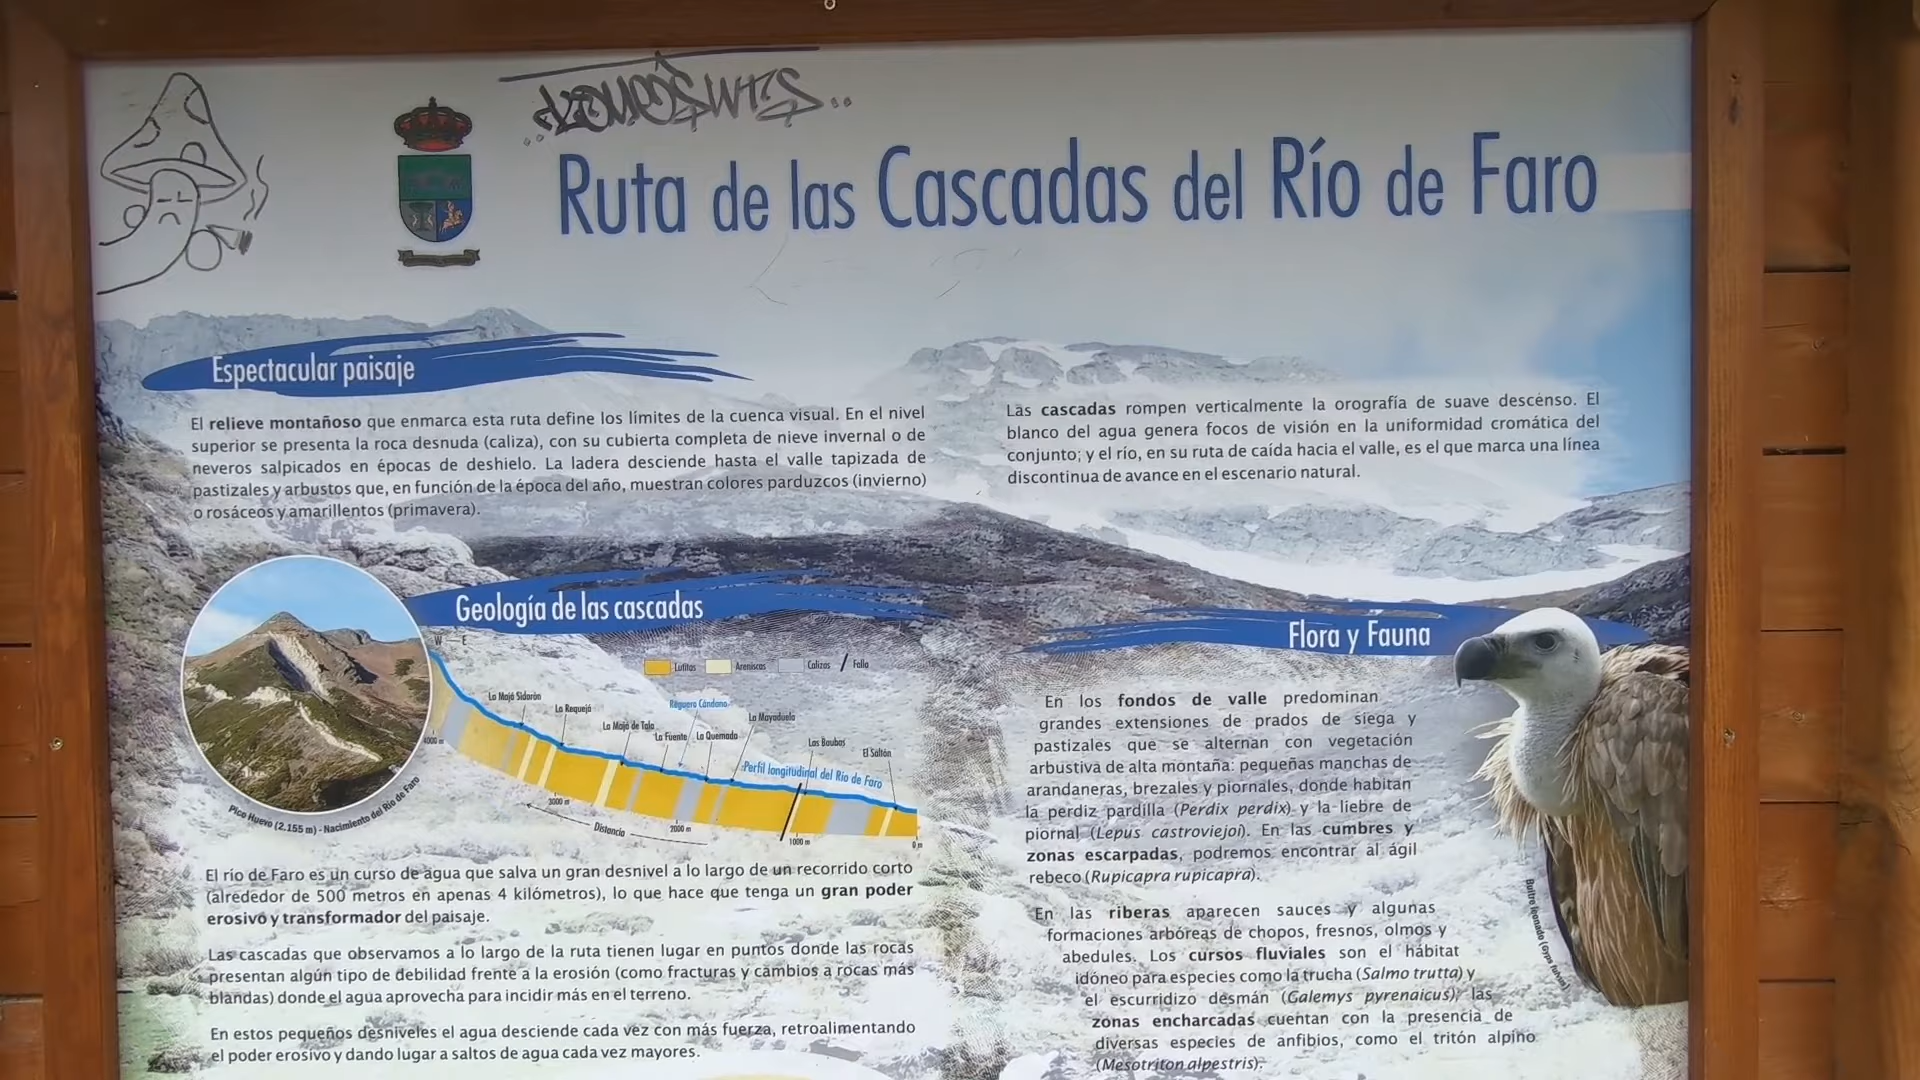 Ruta de las Cascadas del Río de Faro
Espectacular paisaje
El relieve montañoso que enmarca esta ruta define los límites de la cuenca visual. En el nivel
superior se presenta la roca desnuda (caliza), con su cubierta completa de nieve invernal o de
neveros salpicados en épocas de deshielo. La ladera desciende hasta el valle tapizada de
pastizales y arbustos que, en función de la época del año, muestran colores parduzcos (invierno)
o rosáceos y amarillentos (primavera).
Las cascadas rompen verticalmente la orografía de suave descenso. El
blanco del agua genera focos de visión en la uniformidad cromática del
conjunto; y el río, en su ruta de caída hacia el valle, es el que marca una línea
discontinua de avance en el escenario natural.
Geología de las cascadas
W E
Lutitas Areniscas Calizas Falla
La Mojá Sidorón
La Requejá
La Mojá de Tola
Reguero Cándano
La Fuente
La Quemada
La Mayaduela
Las Baubas
El Saltón
Perfil longitudinal del Río de Faro
4000 m
3000 m
2000 m
1000 m
0 m
Distancia
Pico Huevo (2.155 m) - Nacimiento del Río de Faro
El río de Faro es un curso de agua que salva un gran desnivel a lo largo de un recorrido corto
(alrededor de 500 metros en apenas 4 kilómetros), lo que hace que tenga un gran poder
erosivo y transformador del paisaje.
Las cascadas que observamos a lo largo de la ruta tienen lugar en puntos donde las rocas
presentan algún tipo de debilidad frente a la erosión (como fracturas y cambios a rocas más
blandas) donde el agua aprovecha para incidir más en el terreno.
En estos pequeños desniveles el agua desciende cada vez con más fuerza, retroalimentando
el poder erosivo y dando lugar a saltos de agua cada vez mayores.
Flora y Fauna
En los fondos de valle predominan
grandes extensiones de prados de siega y
pastizales que se alternan con vegetación
arbustiva de alta montaña: pequeñas manchas de
arandaneras, brezales y piornales, donde habitan
la perdiz pardilla (Perdix perdix) y la liebre de
piornal (Lepus castroviejoi). En las cumbres y
zonas escarpadas, podremos encontrar al ágil
rebeco (Rupicapra rupicapra).
En las riberas aparecen sauces y algunas
formaciones arbóreas de chopos, fresnos, olmos y
abedules. Los cursos fluviales son el hábitat
idóneo para especies como la trucha (Salmo trutta) y
el escurridizo desmán (Galemys pyrenaicus), las
zonas encharcadas cuentan con la presencia de
diversas especies de anfibios, como el tritón alpino
(Mesotriton alpestris).
Buitre leonado (Gyps fulvus)